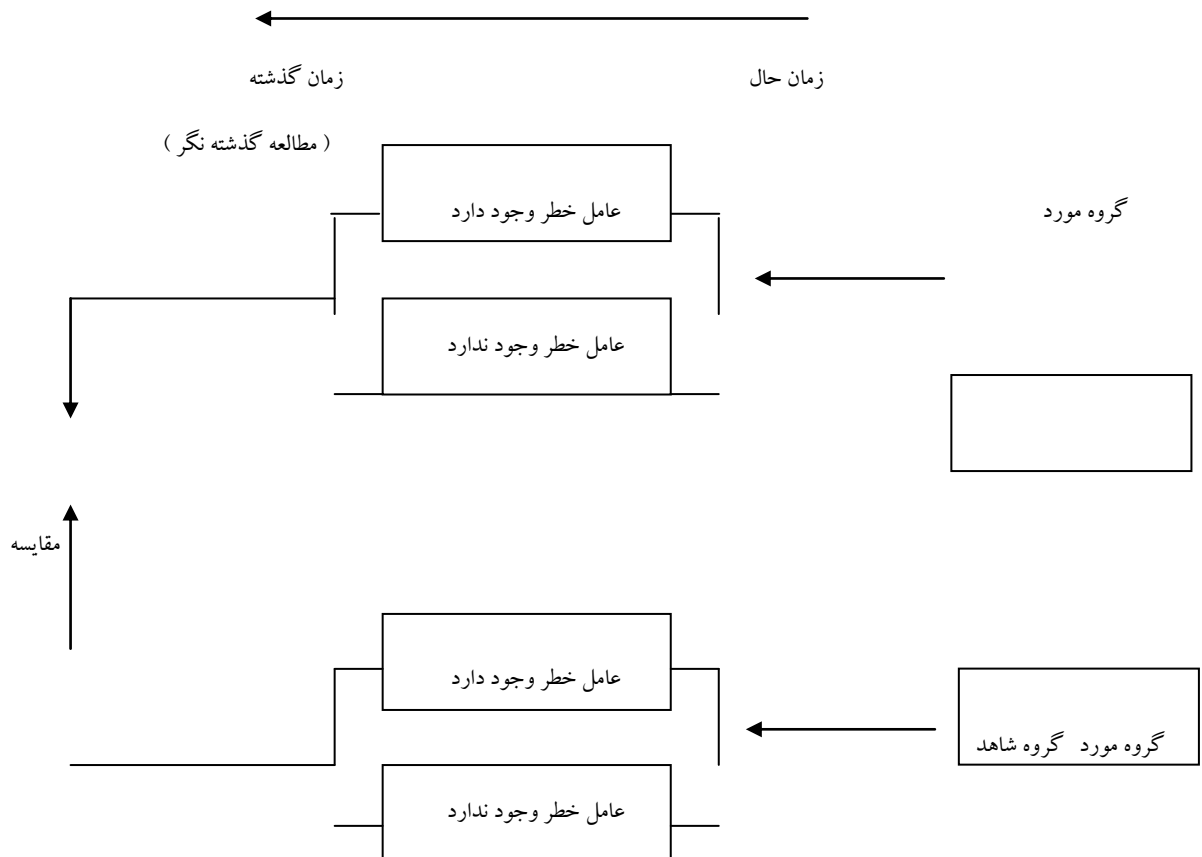 زمان حال
زمان گذشته
( مطالعه گذشته نگر )
گروه مورد
عامل خطر وجود دارد
عامل خطر وجود ندارد
مقایسه
عامل خطر وجود دارد
گروه مورد گروه شاهد
عامل خطر وجود ندارد